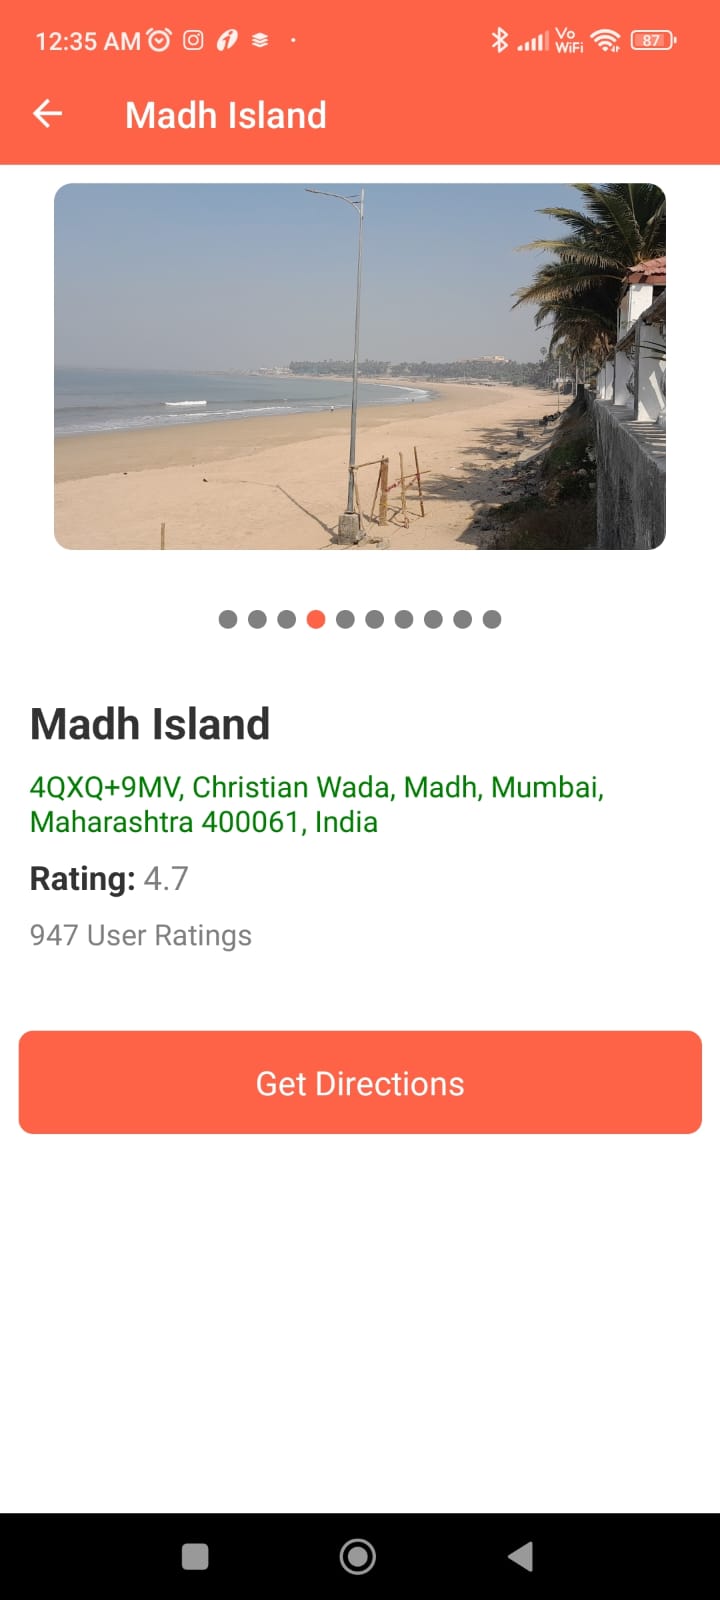 12:35 AM
Vo
WiFi
87
Madh Island
Madh Island
4QXQ+9MV, Christian Wada, Madh, Mumbai,
Maharashtra 400061, India
Rating: 4.7
947 User Ratings
Get Directions